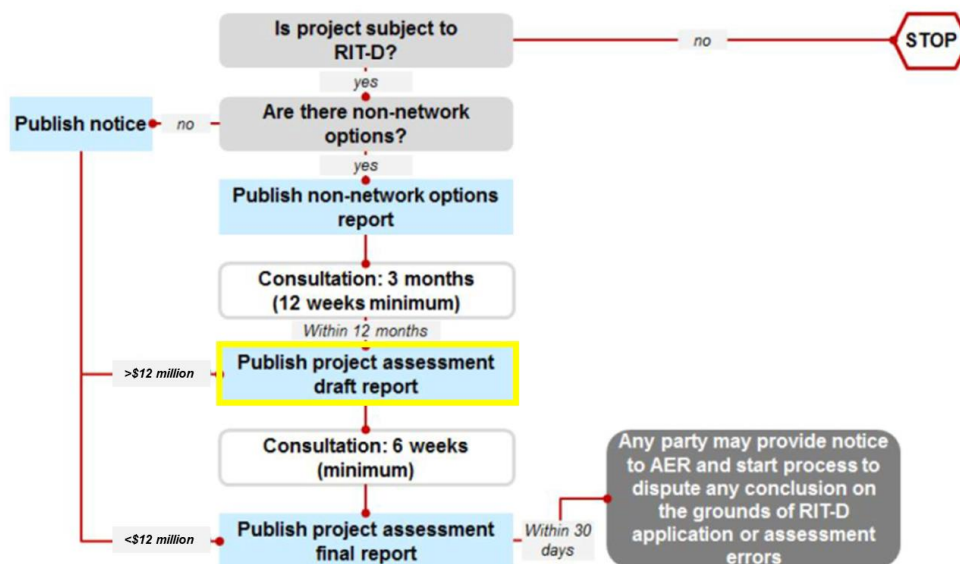 Is project subject to
RIT-D?
no
STOP
yes
Publish notice
no
Are there non-network
options?
yes
Publish non-network options
report
Consultation: 3 months
(12 weeks minimum)
Within 12 months
>$12 million
Publish project assessment
draft report
Consultation: 6 weeks
(minimum)
<$12 million
Publish project assessment
final report
Within 30
days
Any party may provide notice
to AER and start process to
dispute any conclusion on
the grounds of RIT-D
application or assessment
errors